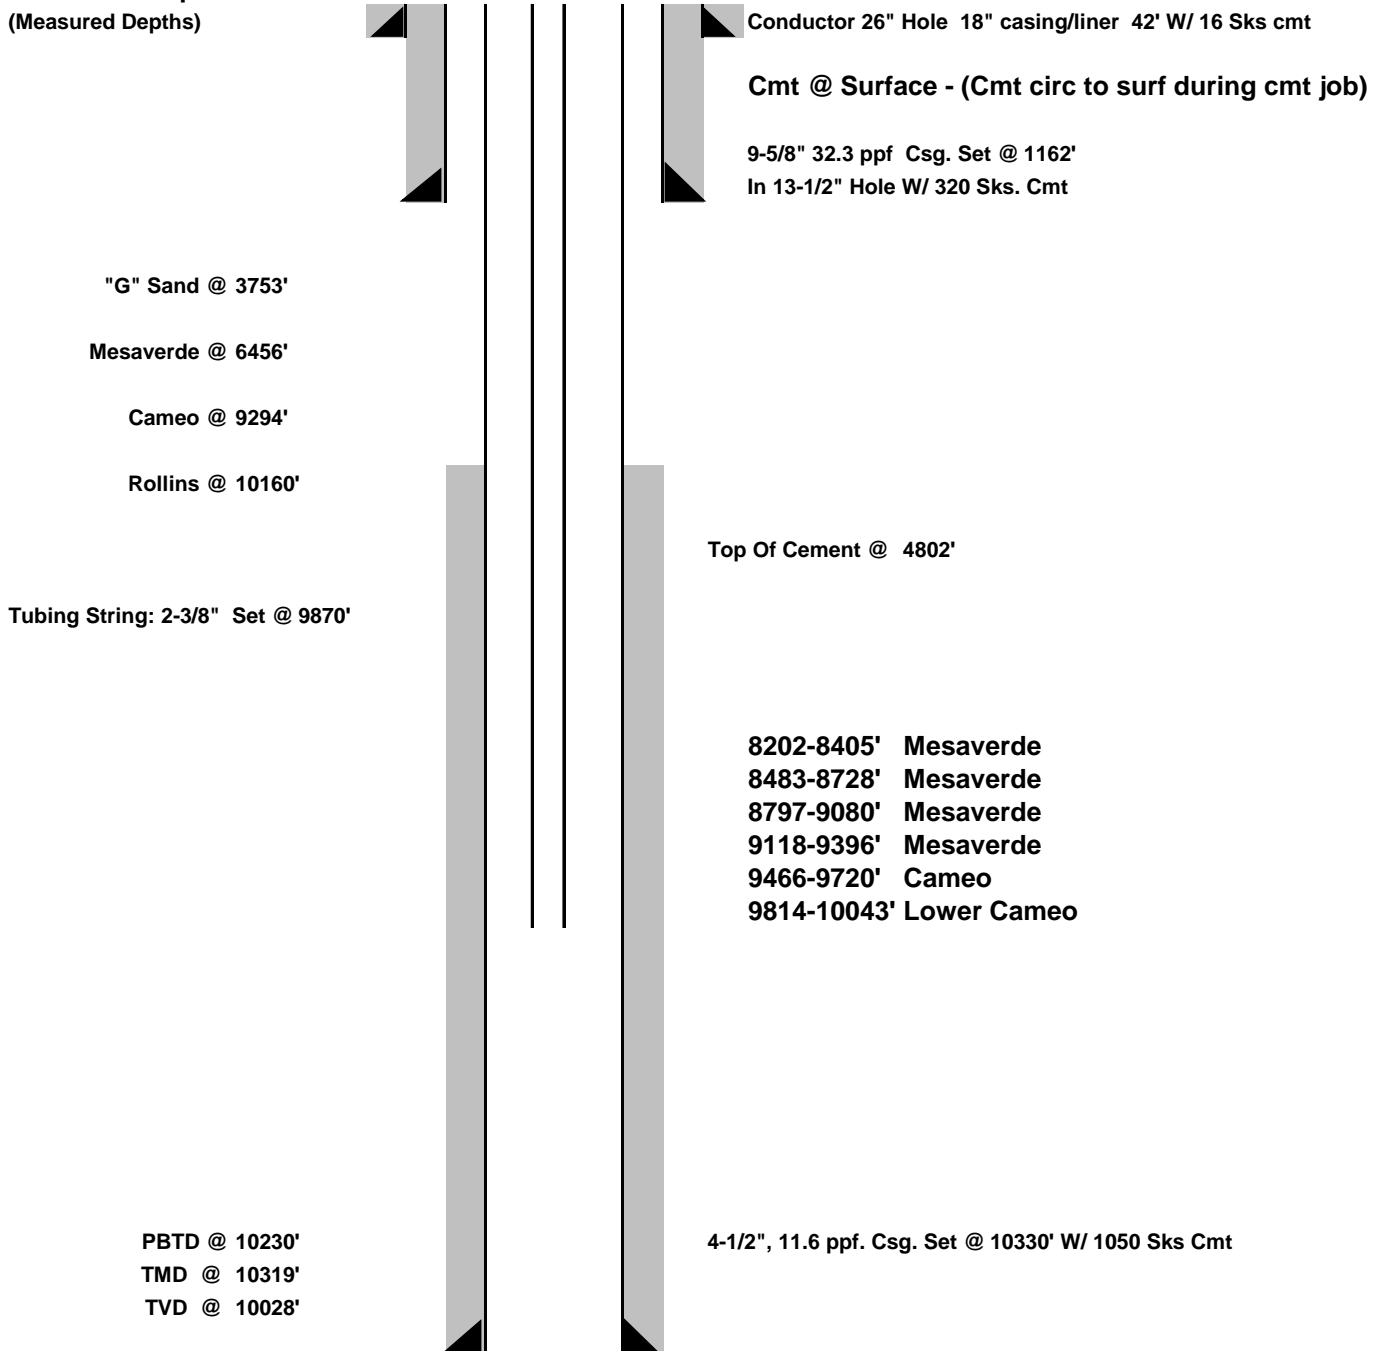 (Measured Depths)
Conductor 26" Hole 18" casing/liner 42' W/ 16 Sks cmt
Cmt @ Surface - (Cmt circ to surf during cmt job)
9-5/8" 32.3 ppf Csg. Set @ 1162'
In 13-1/2" Hole W/ 320 Sks. Cmt
"G" Sand @ 3753'
Mesaverde @ 6456'
Cameo @ 9294'
Rollins @ 10160'
Top Of Cement @ 4802'
Tubing String: 2-3/8" Set @ 9870'
8202-8405' Mesaverde
8483-8728' Mesaverde
8797-9080' Mesaverde
9118-9396' Mesaverde
9466-9720' Cameo
9814-10043' Lower Cameo
PBTD @ 10230'
4-1/2", 11.6 ppf. Csg. Set @ 10330' W/ 1050 Sks Cmt
TMD @ 10319'
TVD @ 10028'